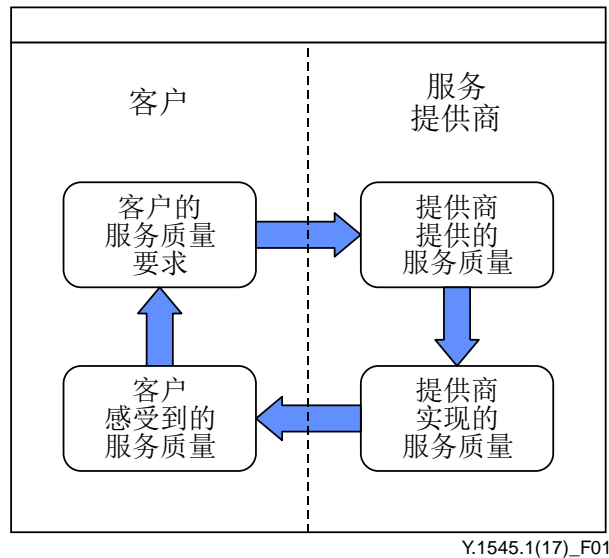 客户
服务
提供商
客户的
服务质量
要求
提供商
提供的
服务质量
客户
感受到的
服务质量
提供商
实现的
服务质量
Y.1545.1(17)_F01